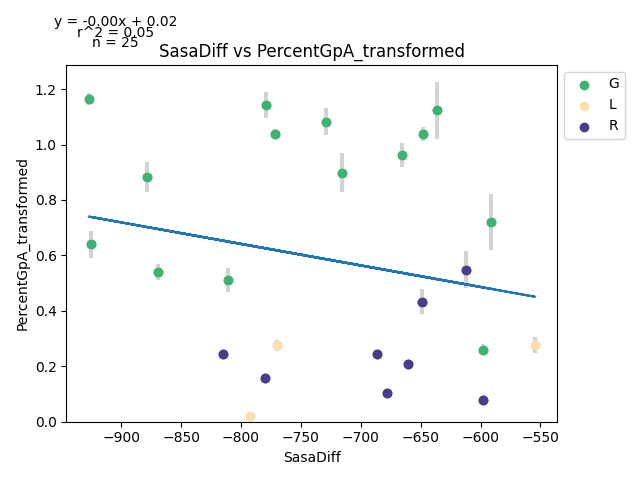 y = -0.00x + 0.02
r^2 = 0.05
n = 25
SasaDiff vs PercentGpA_transformed
G
L
R
PercentGpA_transformed
1.2
1.0
0.8
0.6
0.4
0.2
0.0
−900
−850
−800
−750
−700
−650
−600
−550
SasaDiff